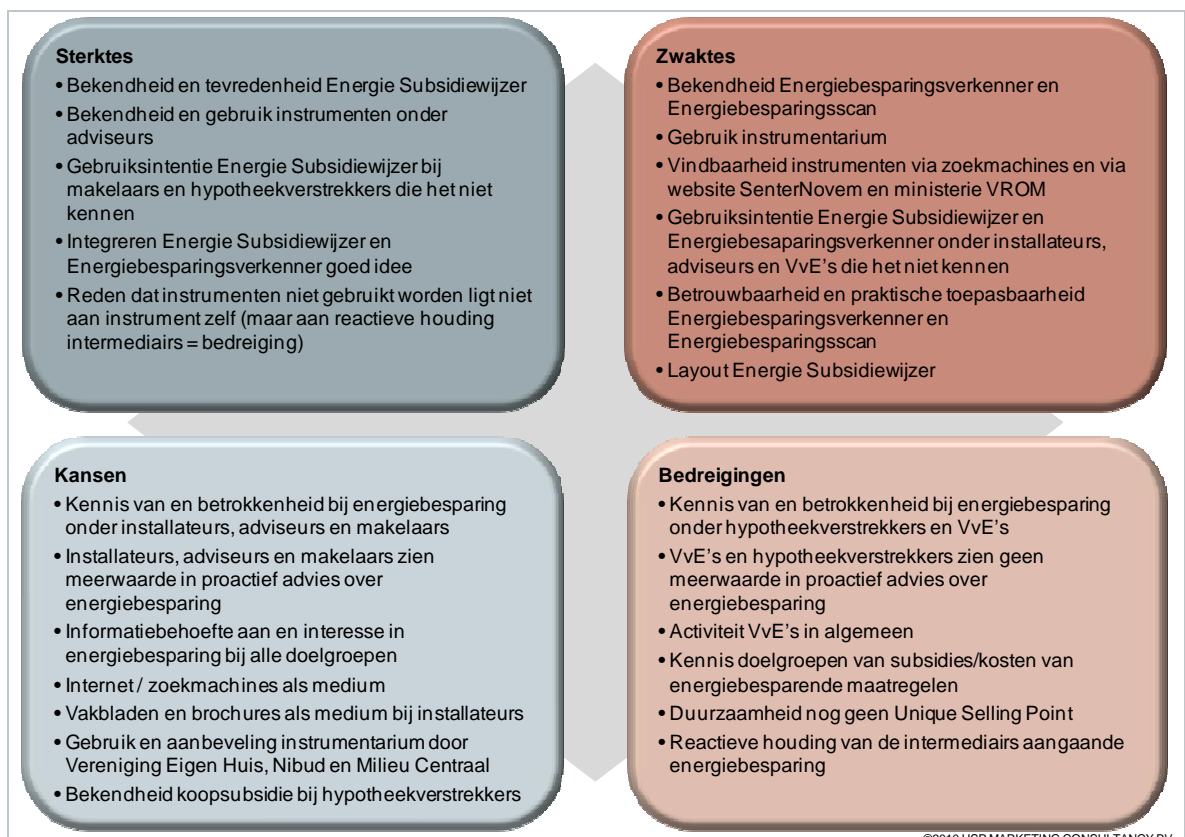 Sterktes
• Bekendheid en tevredenheid Energie Subsidiewijzer
• Bekendheid en gebruik instrumenten onder
adviseurs
• Gebruiksintentie Energie Subsidiewijzer bij
makelaars en hypotheekverstrekkers die het niet
kennen
• Integreren Energie Subsidiewijzer en
Energiebesparingsverkenner goed idee
• Reden dat instrumenten niet gebruikt worden ligt niet
aan instrument zelf (maar aan reactieve houding
intermediairs = bedreiging)
Zwaktes
• Bekendheid Energiebesparingsverkenner en
Energiebesparingsscan
• Gebruik instrumentarium
• Vindbaarheid instrumenten via zoekmachines en via
website SenterNovem en ministerie VROM
• Gebruiksintentie Energie Subsidiewijzer en
Energiebesaparingsverkenner onder installateurs,
adviseurs en VvE's die het niet kennen
• Betrouwbaarheid en praktische toepasbaarheid
Energiebesparingsverkenner en
Energiebesparingsscan
• Layout Energie Subsidiewijzer
Kansen
• Kennis van en betrokkenheid bij energiebesparing
onder installateurs, adviseurs en makelaars
• Installateurs, adviseurs en makelaars zien
meerwaarde in proactief advies over
energiebesparing
• Informatiebehoefte aan en interesse in
energiebesparing bij alle doelgroepen
• Internet / zoekmachines als medium
• Vakbladen en brochures als medium bij installateurs
• Gebruik en aanbeveling instrumentarium door
Vereniging Eigen Huis, Nibud en Milieu Centraal
• Bekendheid koopsubsidie bij hypotheekverstrekkers
Bedreigingen
• Kennis van en betrokkenheid bij energiebesparing
onder hypotheekverstrekkers en VvE's
• VvE's en hypotheekverstrekkers zien geen
meerwaarde in proactief advies over
energiebesparing
• Activiteit VvE's in algemeen
• Kennis doelgroepen van subsidies/kosten van
energiebesparende maatregelen
• Duurzaamheid nog geen Unique Selling Point
• Reactieve houding van de intermediairs aangaande
energiebesparing
MARKETING CONSULTANCY BV